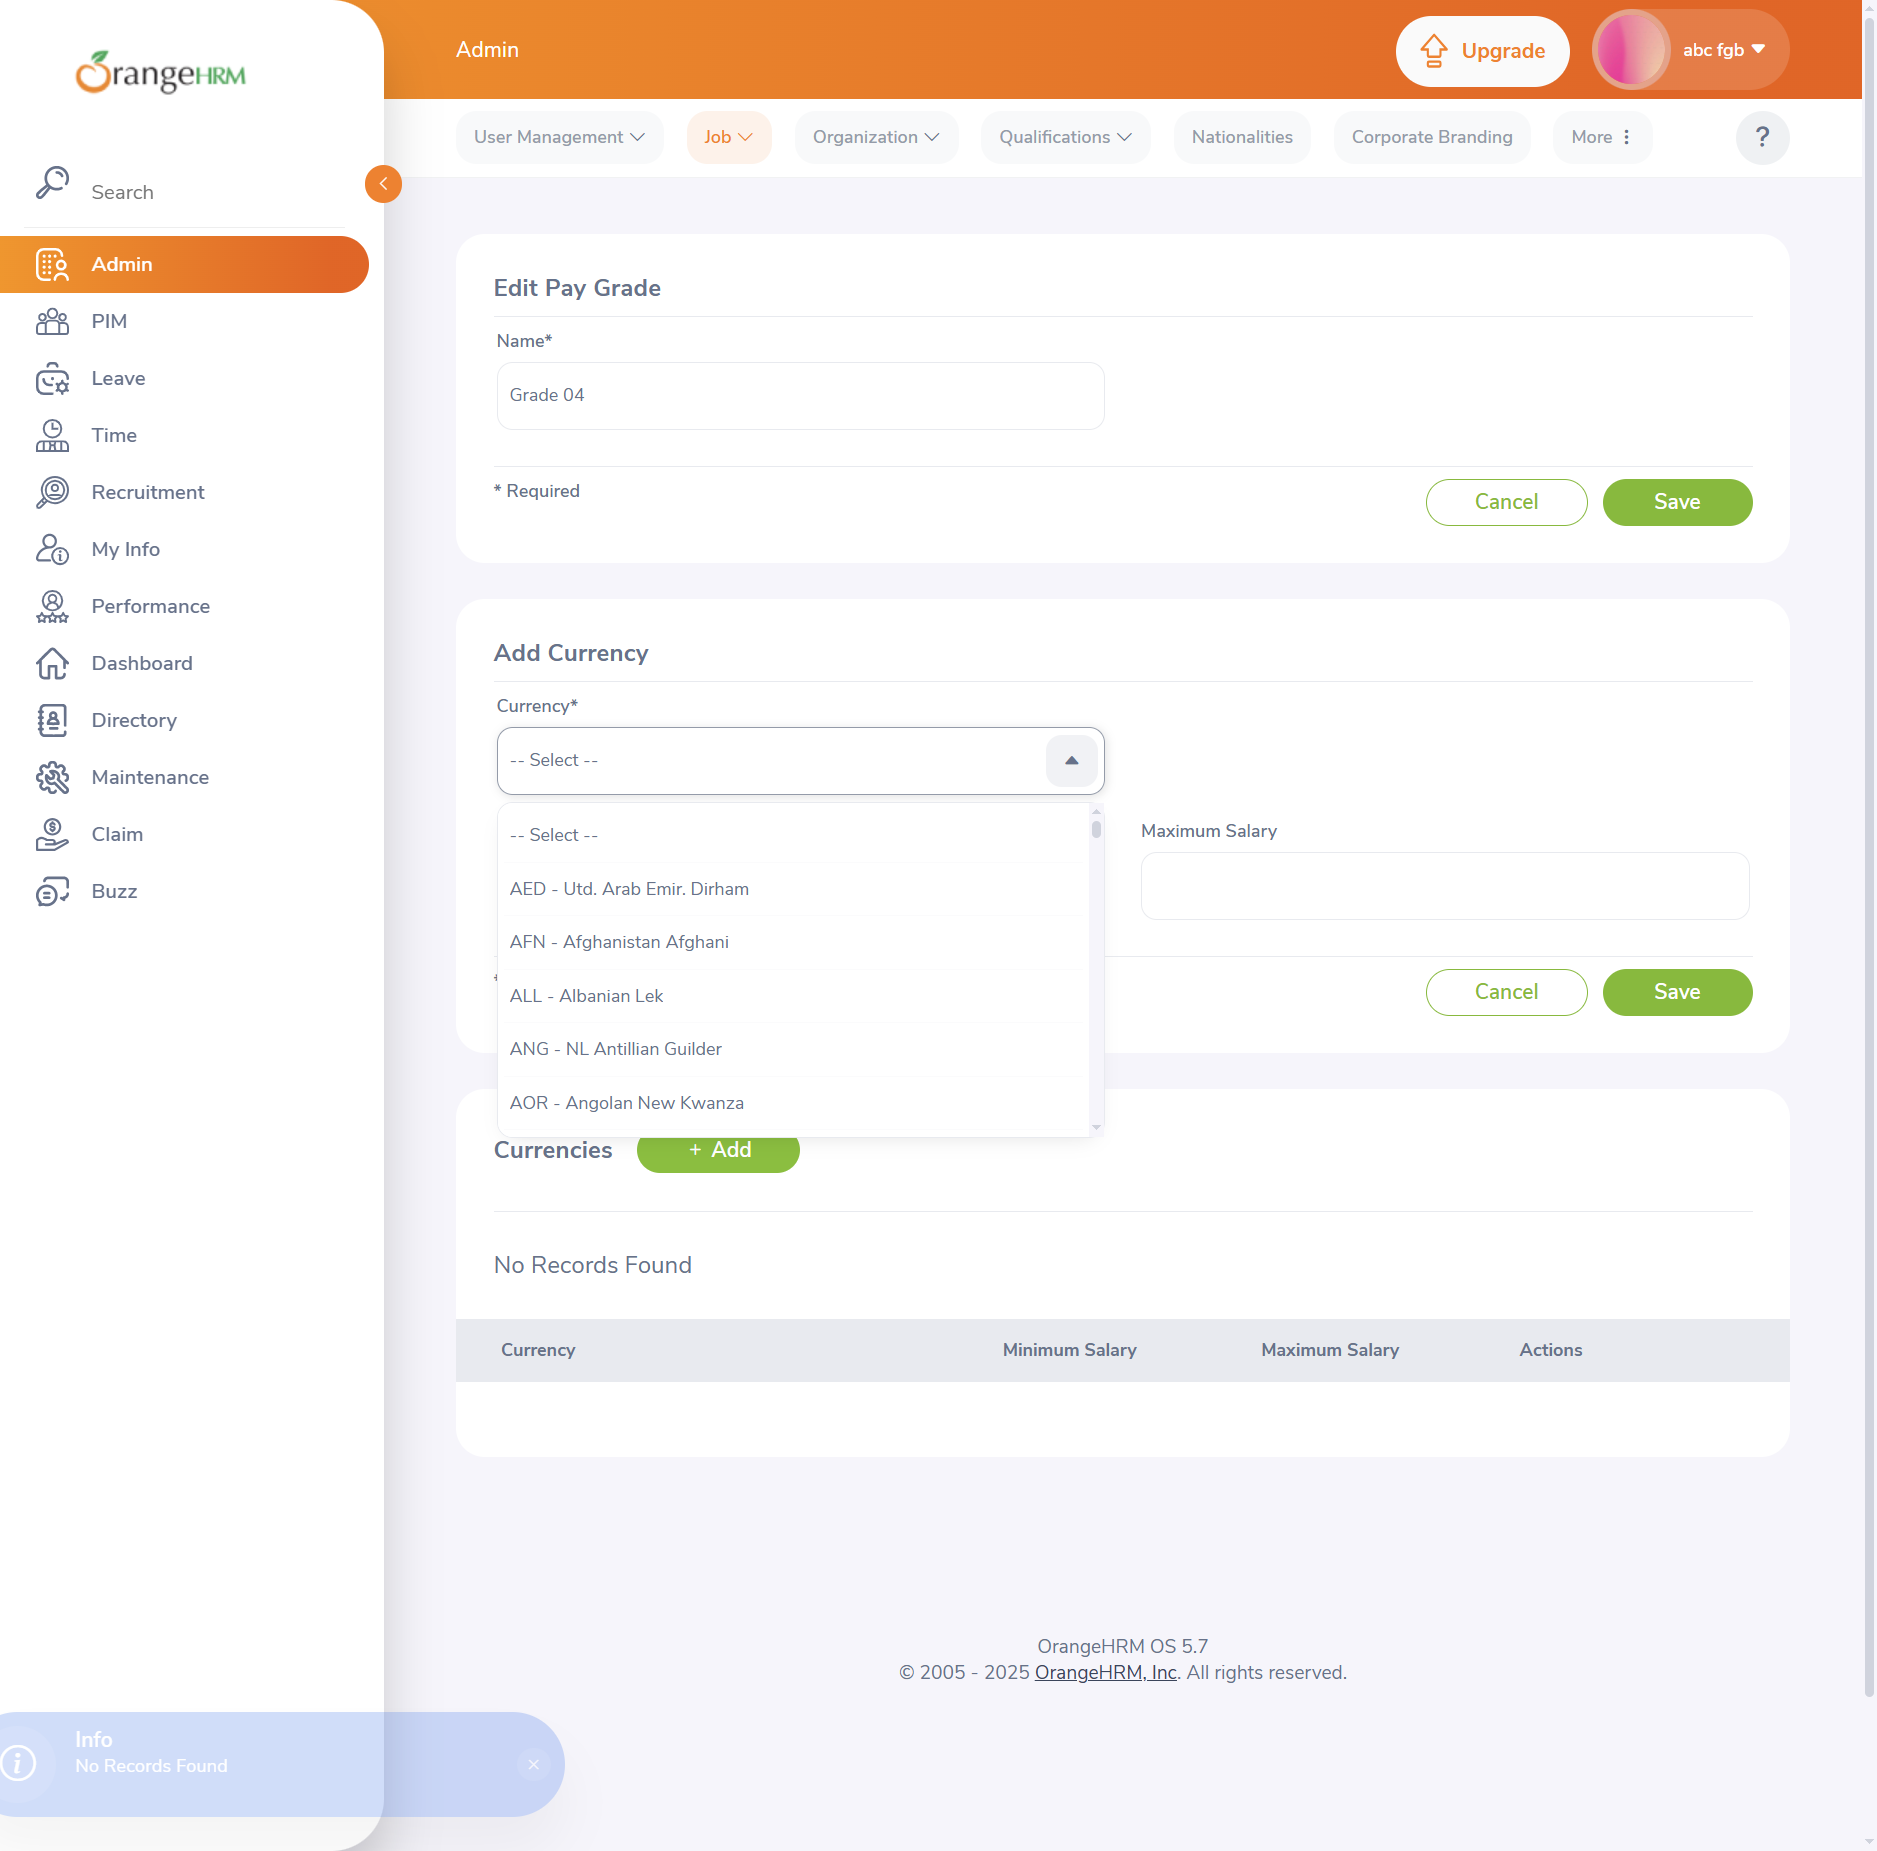 OrangeHRM
Search
Admin
PIM
Leave
Time
Recruitment
My Info
Performance
Dashboard
Directory
Maintenance
Claim
Buzz
Admin
Upgrade
abc fgb
User Management
Job
Organization
Qualifications
Nationalities
Corporate Branding
More
?
Edit Pay Grade
Name*
Grade 04
* Required
Cancel
Save
Add Currency
Currency*
-- Select --
-- Select --
AED - Utd. Arab Emir. Dirham
AFN - Afghanistan Afghani
ALL - Albanian Lek
ANG - NL Antillian Guilder
AOR - Angolan New Kwanza
Maximum Salary
Cancel
Save
Currencies
+ Add
No Records Found
Currency Minimum Salary Maximum Salary Actions
OrangeHRM OS 5.7
© 2005 - 2025 OrangeHRM, Inc. All rights reserved.
Info
No Records Found